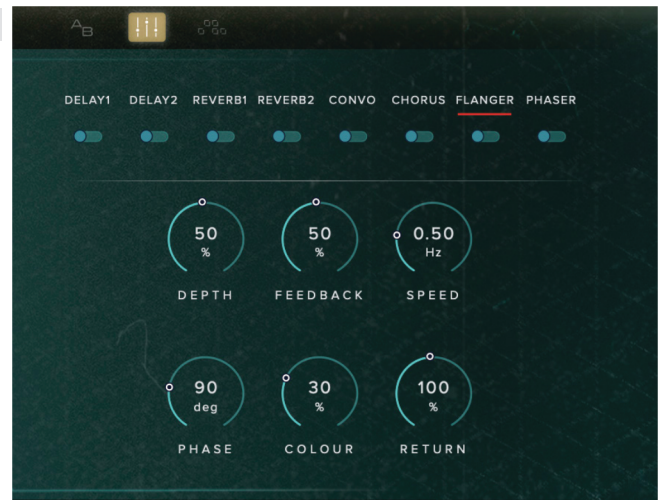 A B
DELAY1 DELAY2 REVERB1 REVERB2 CONVO CHORUS FLANGER PHASER
50 50 0.50
% % Hz
DEPTH FEEDBACK SPEED
90 30 100
deg % %
PHASE COLOUR RETURN